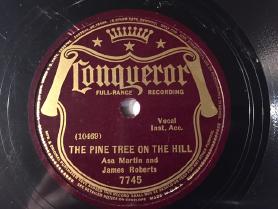 Conqueror
FULL-RANGE RECORDING
Vocal
Inst. Acc.
(10469)
THE PINE TREE ON THE HILL
Asa Martin and
James Roberts
7745